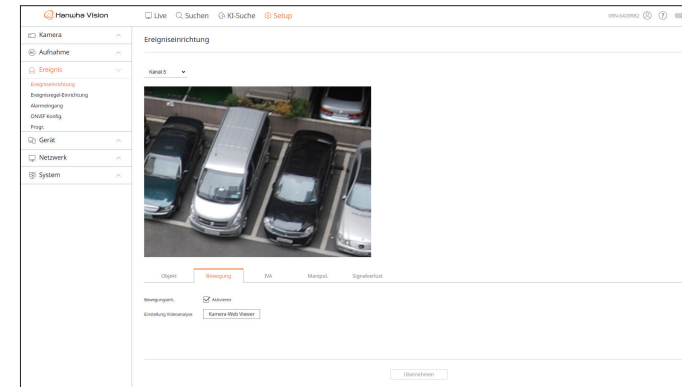 Hanwha Vision
Live Suchen KI-Suche Setup
Kamera
Aufnahme
Ereignis
Ereigniseinrichtung
Ereignisregel-Einrichtung
Alarmeingang
ONVIF-Konfig.
Progr.
Gerät
Netzwerk
System
Ereigniseinrichtung
Kanal 5
Objekt Bewegung IVA Manipul. Signalverlust
Aktivieren
Einstellung Videoanalyse Kamera-Web Viewer
Übernehmen